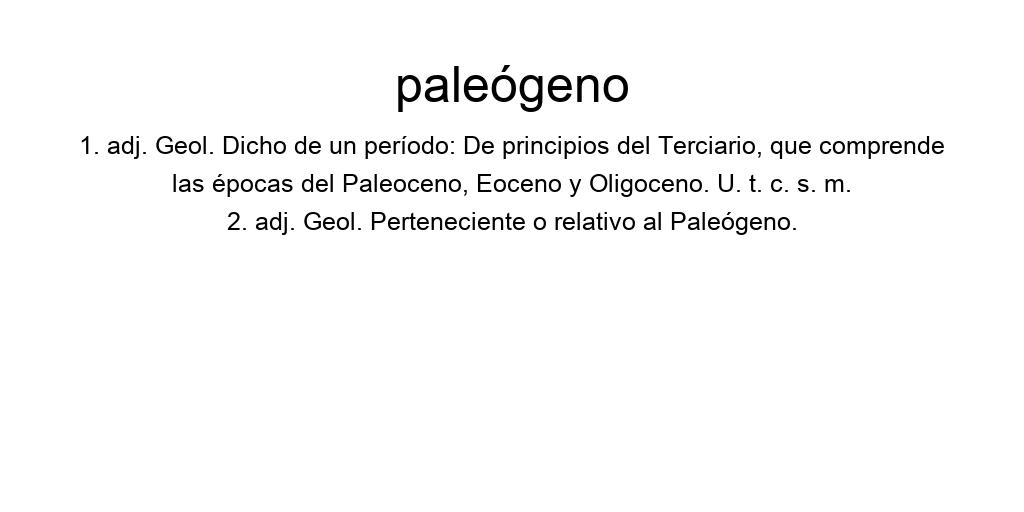 paleógeno
1. adj. Geol. Dicho de un período: De principios del Terciario, que comprende
las épocas del Paleoceno, Eoceno y Oligoceno. U. t. c. s. m.
2. adj. Geol. Perteneciente o relativo al Paleógeno.